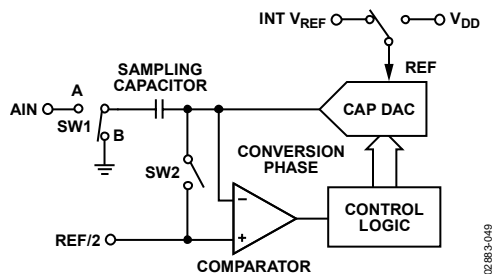 INT VREF
VDD
REF
SAMPLING
CAPACITOR
A
AIN
SW1
B
CAP DAC
CONVERSION
PHASE
SW2
−
+
REF/2
CONTROL
LOGIC
COMPARATOR
02883-049